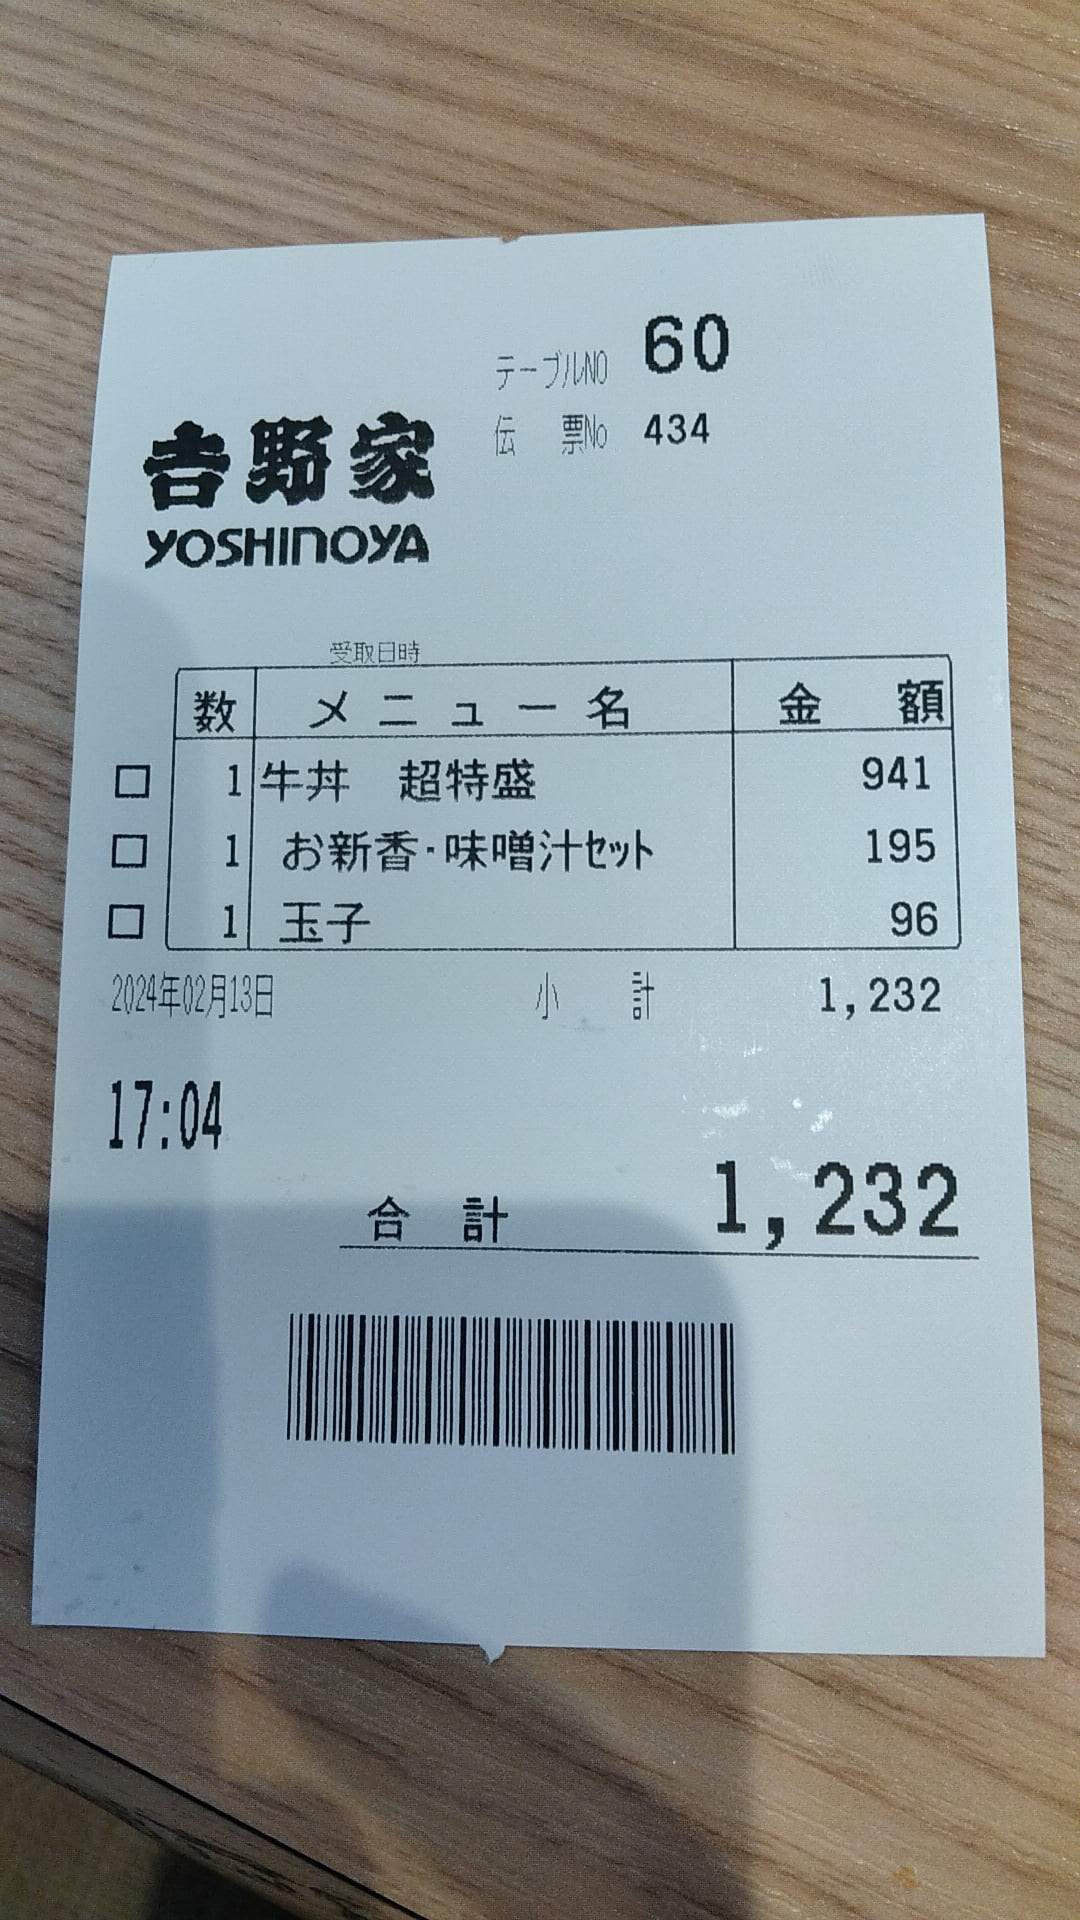 テーブルNO 60
伝 票No 434
吉野家
YOSHINOYA
受取日時
数 メニュー名 金 額
□ 1 牛丼 超特盛 941
□ 1 お新香・味噌汁セット 195
□ 1 玉子 96
2024年02月13日 小 計 1,232
17:04
合 計 1,232